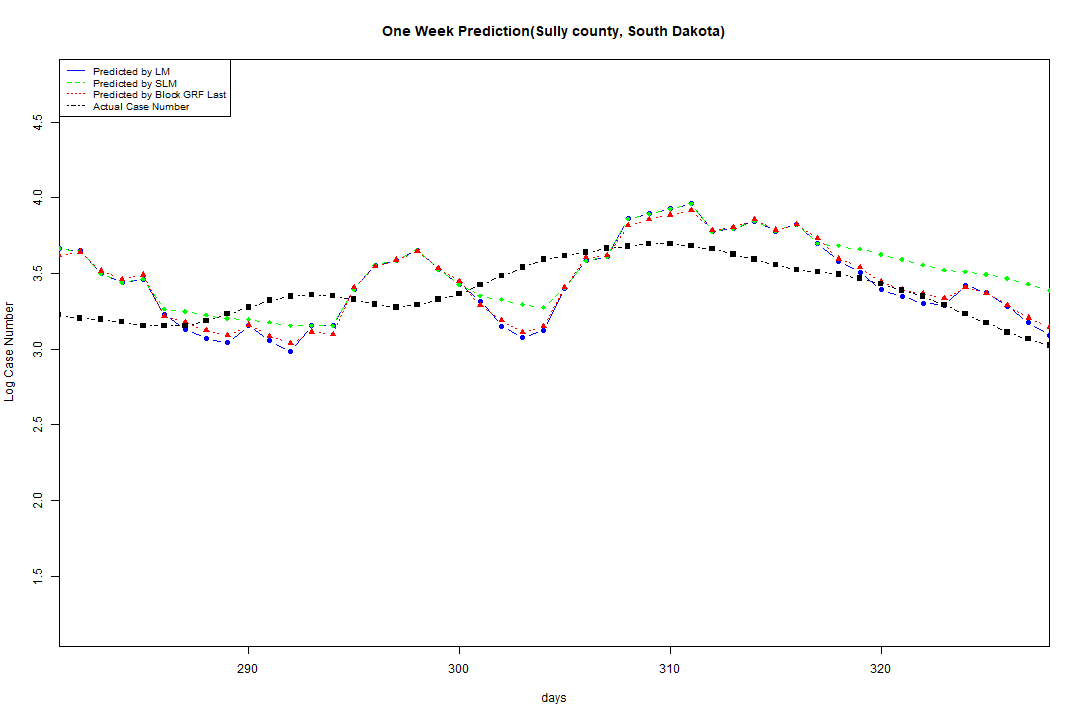 One Week Prediction(Sully county, South Dakota)
Predicted by LM
Predicted by SLM
Predicted by Block GRF Last
Actual Case Number
4.5
4.0
3.5
3.0
2.5
2.0
1.5
Log Case Number
290 300 310 320
days